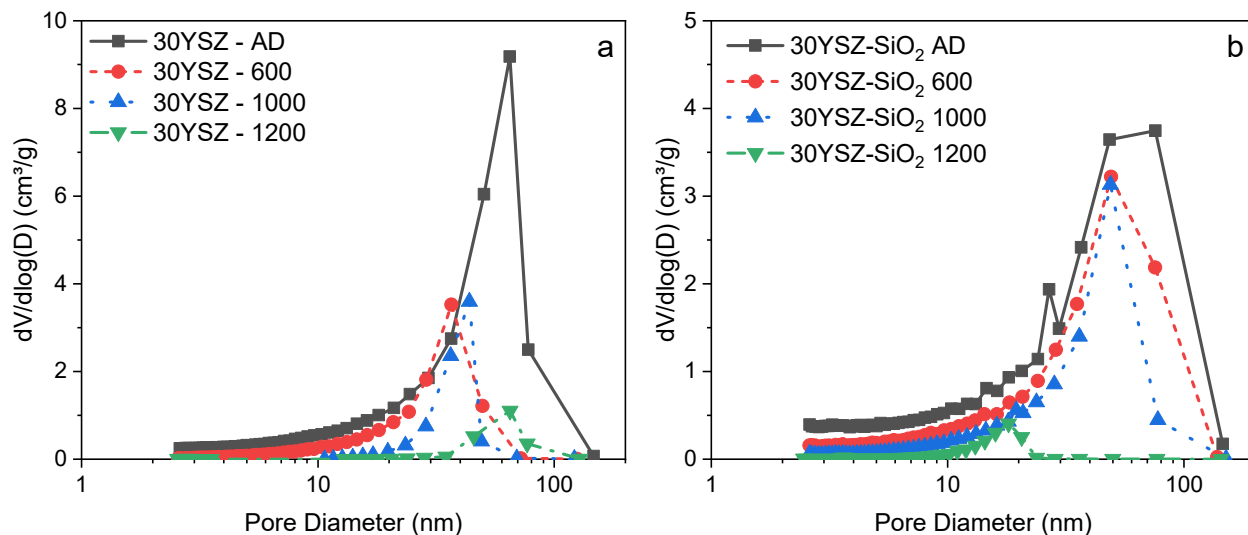 a
30YSZ - AD
30YSZ - 600
30YSZ - 1000
30YSZ - 1200
dV/dlog(D) (cm³/g)
10
8
6
4
2
0
1
10
100
Pore Diameter (nm)
b
30YSZ-SiO₂ AD
30YSZ-SiO₂ 600
30YSZ-SiO₂ 1000
30YSZ-SiO₂ 1200
dV/dlog(D) (cm³/g)
5
4
3
2
1
0
1
10
100
Pore Diameter (nm)